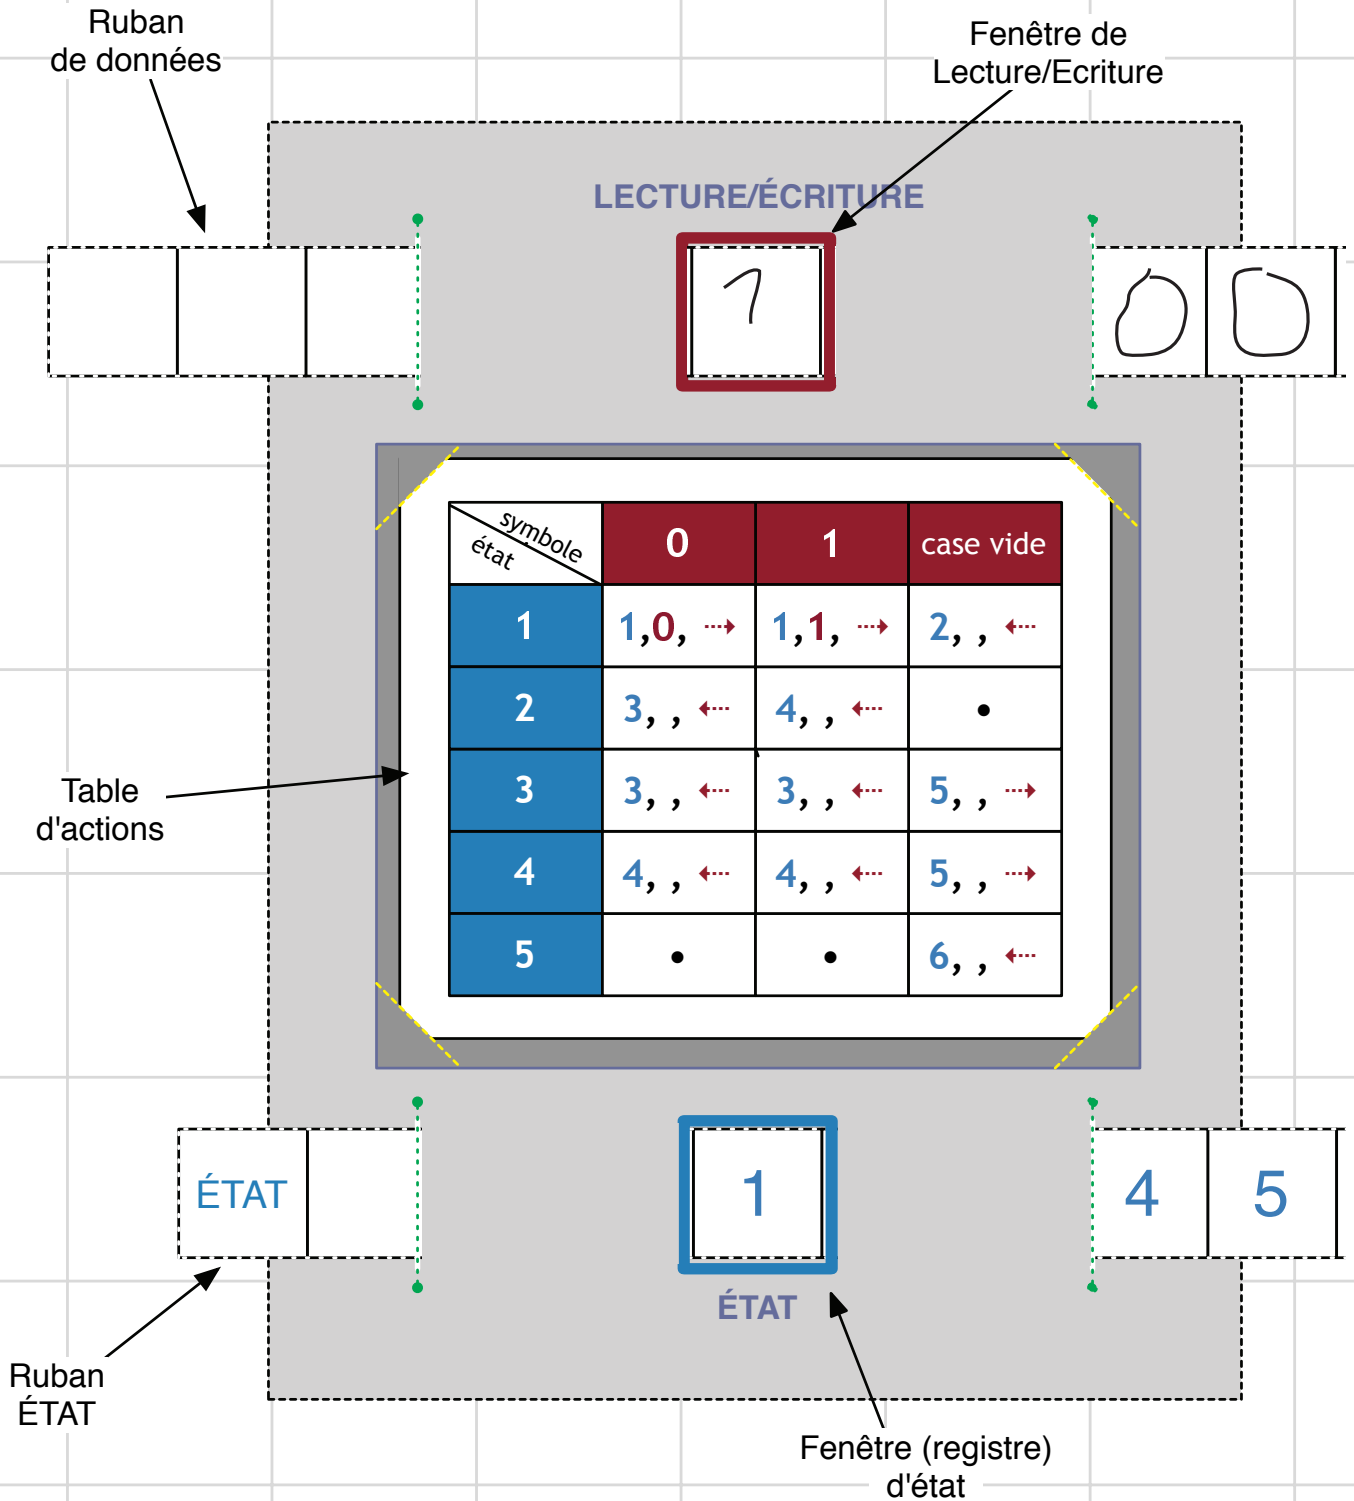 Ruban
de données
Fenêtre de
Lecture/Ecriture
LECTURE/ÉCRITURE
1 0 0
symbole
état
0 1 case vide
1 1,0, 1,1, 2, ,
2 3, , 4, , •
3 3, , 3, , 5, ,
4 4, , 4, , 5, ,
5 • • 6, ,
Table
d'actions
ÉTAT 1 4 5
ÉTAT
Ruban
ÉTAT
Fenêtre (registre)
d'état